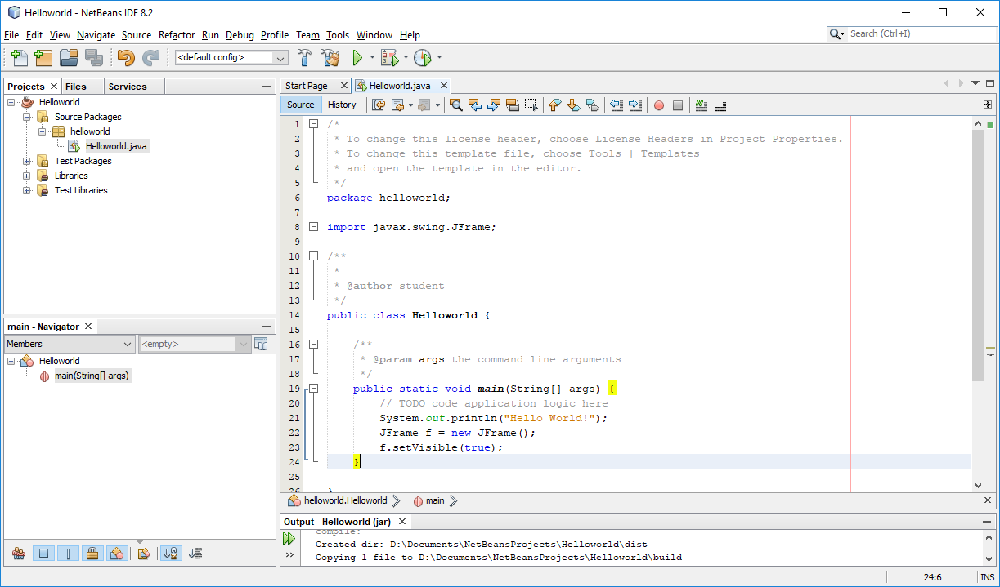 Helloworld - NetBeans IDE 8.2
File Edit View Navigate Source Refactor Run Debug Profile Team Tools Window Help
Search (Ctrl+I)
<default config>
Projects Files Services
Helloworld
Source Packages
helloworld
Helloworld.java
Test Packages
Libraries
Test Libraries
main - Navigator
Members
<empty>
Helloworld
main(String[] args)
Start Page Helloworld.java
Source History
1 /*
2 * To change this license header, choose License Headers in Project Properties.
3 * To change this template file, choose Tools | Templates
4 * and open the template in the editor.
5 */
6 package helloworld;
7
8 import javax.swing.JFrame;
9
10 /**
11 *
12 * @author student
13 */
14 public class Helloworld {
15
16 /**
17 * @param args the command line arguments
18 */
19 public static void main(String[] args) {
20 // TODO code application logic here
21 System.out.println("Hello World!");
22 JFrame f = new JFrame();
23 f.setVisible(true);
24 }
25
26 }
helloworld.Helloworld main
Output - Helloworld (jar)
compile:
Created dir: D:\Documents\NetBeansProjects\Helloworld\dist
Copying 1 file to D:\Documents\NetBeansProjects\Helloworld\build
24:6 INS